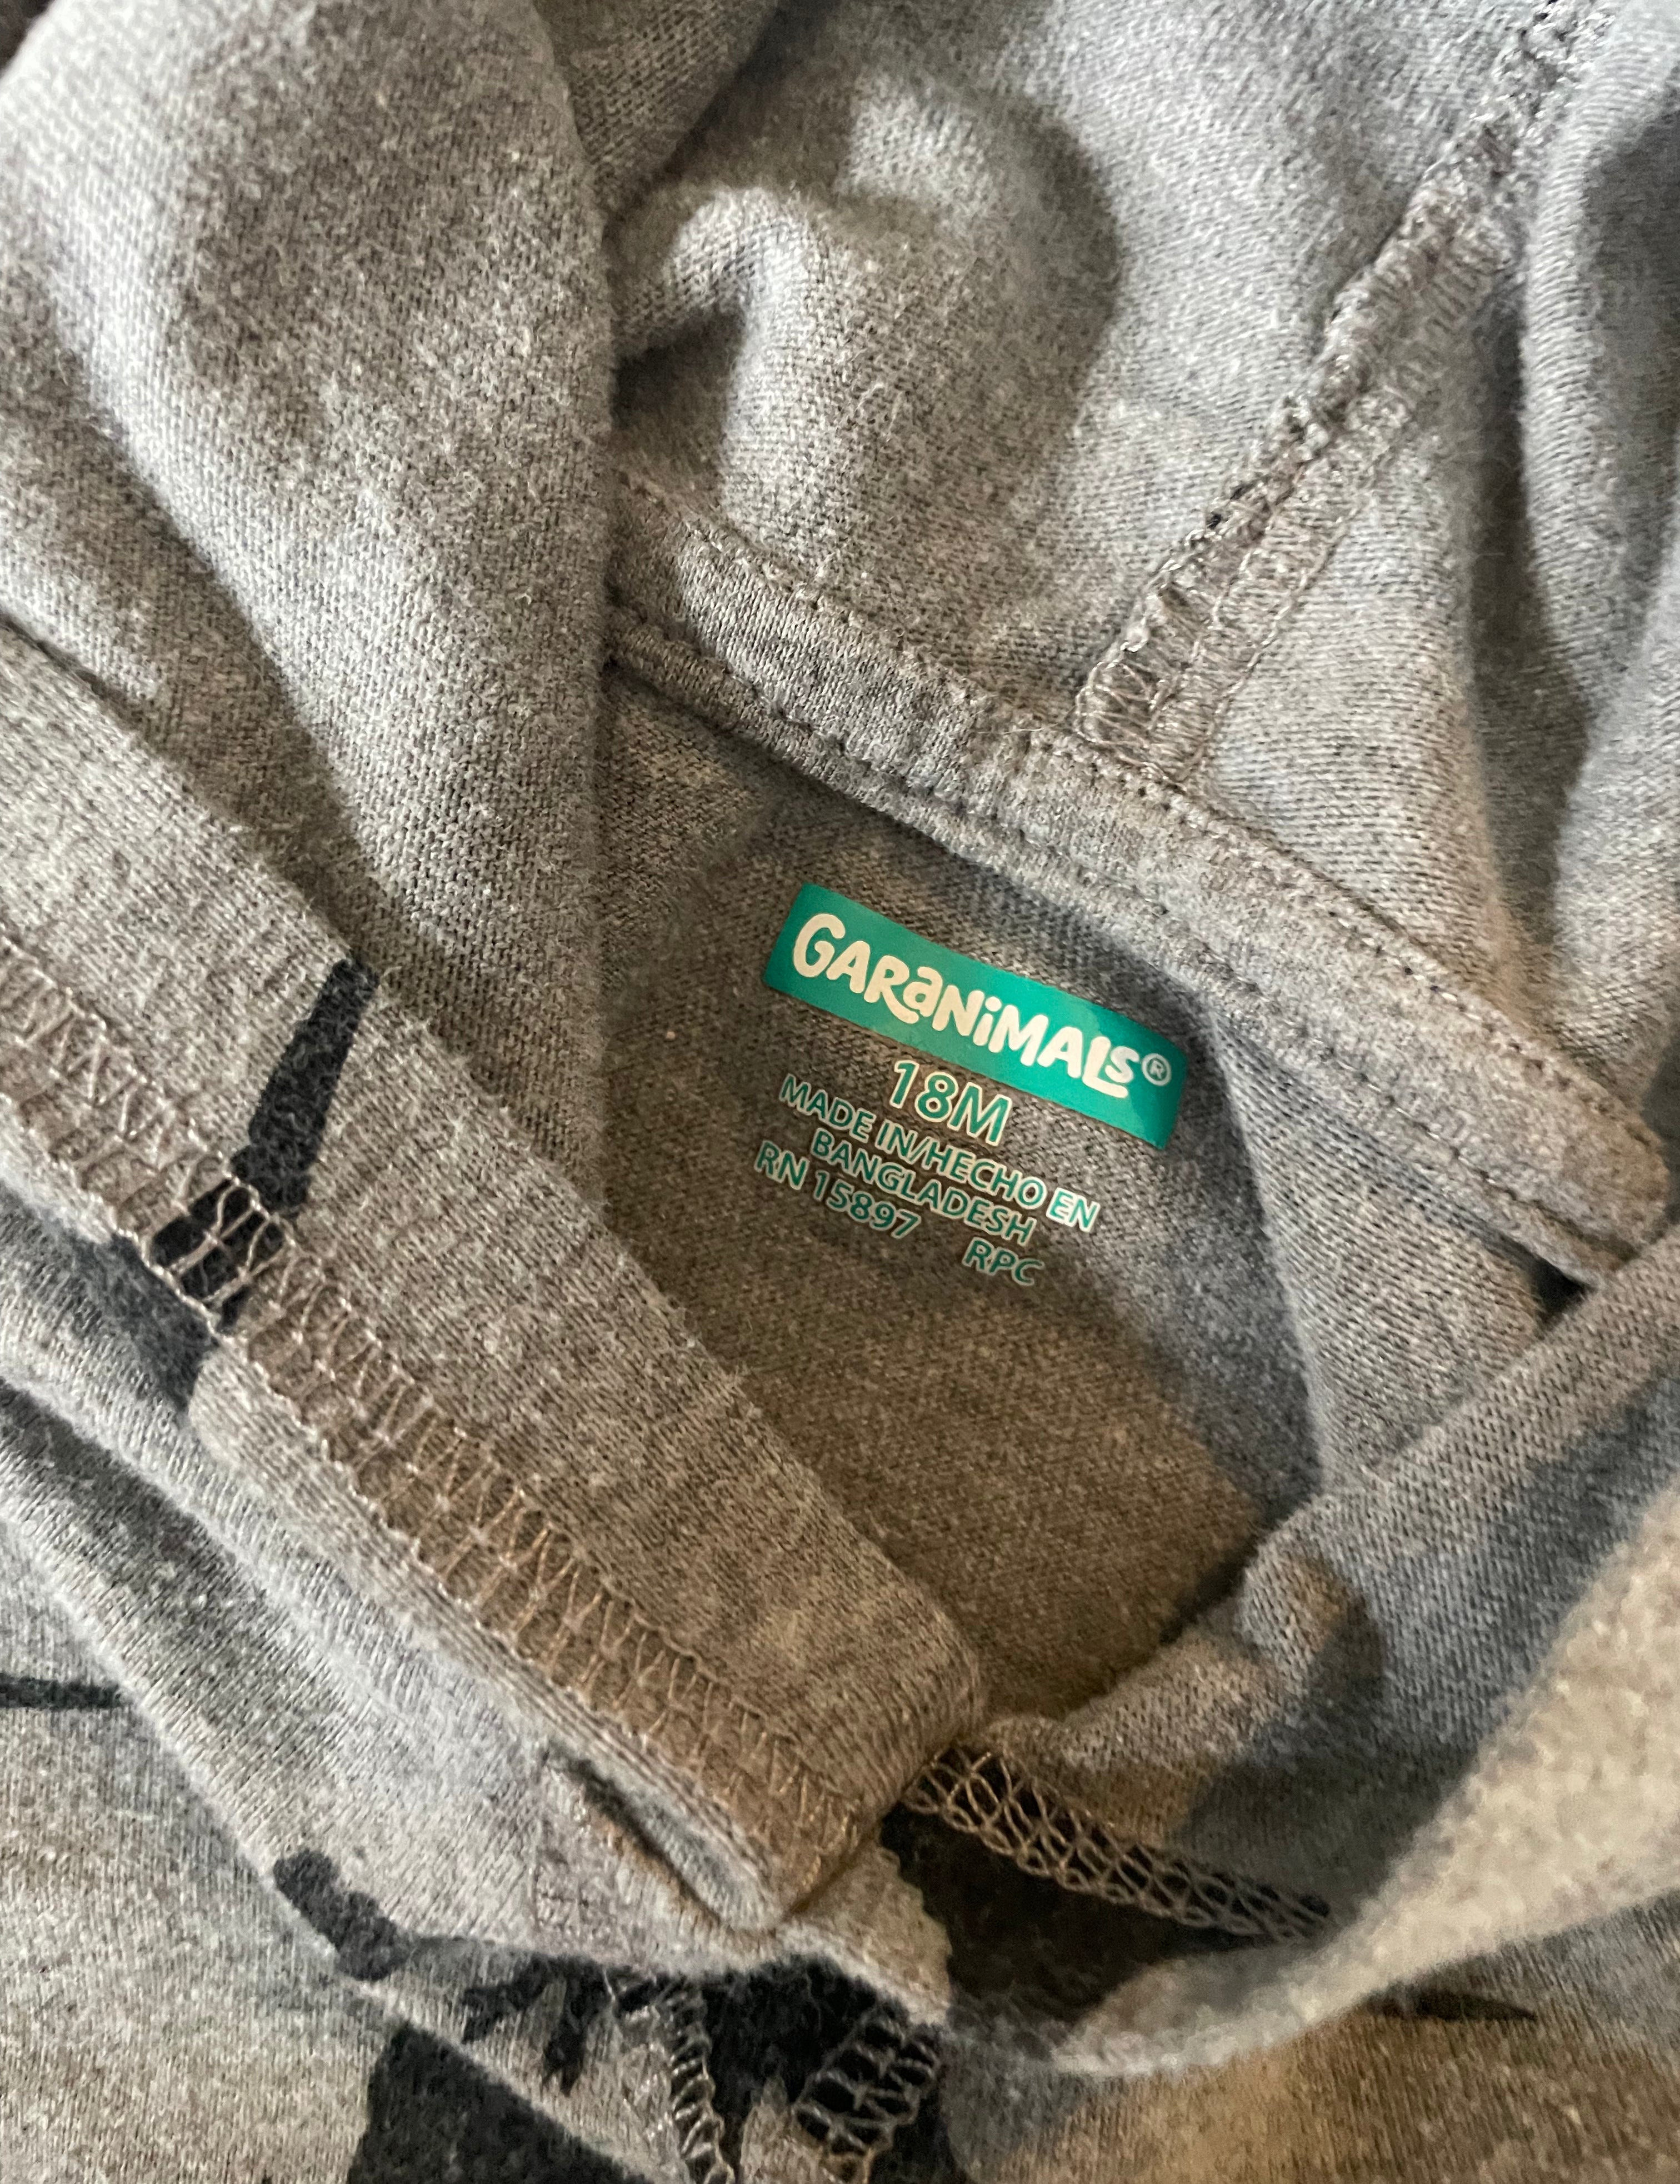 GARaNiMALs®
18M
MADE IN/HECHO EN
BANGLADESH
RN 15897 RPC